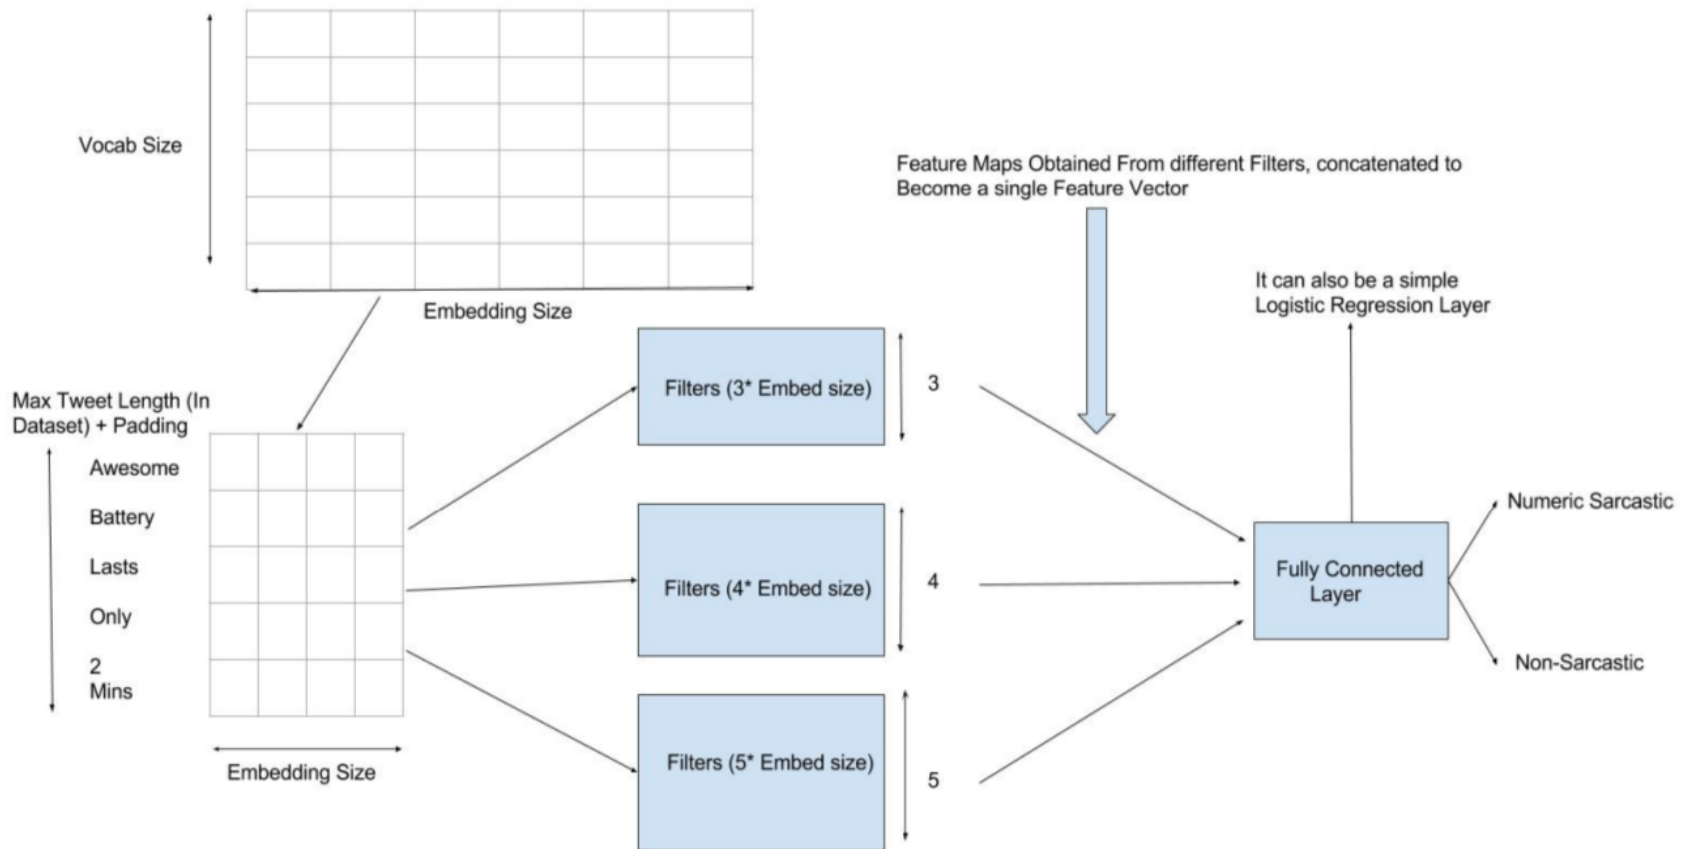 Vocab Size
Embedding Size
Feature Maps Obtained From different Filters, concatenated to
Become a single Feature Vector
It can also be a simple
Logistic Regression Layer
Max Tweet Length (In
Dataset) + Padding
Awesome
Battery
Lasts
Only
2
Mins
Embedding Size
Filters (3* Embed size)
3
Filters (4* Embed size)
4
Filters (5* Embed size)
5
Fully Connected
Layer
Numeric Sarcastic
Non-Sarcastic